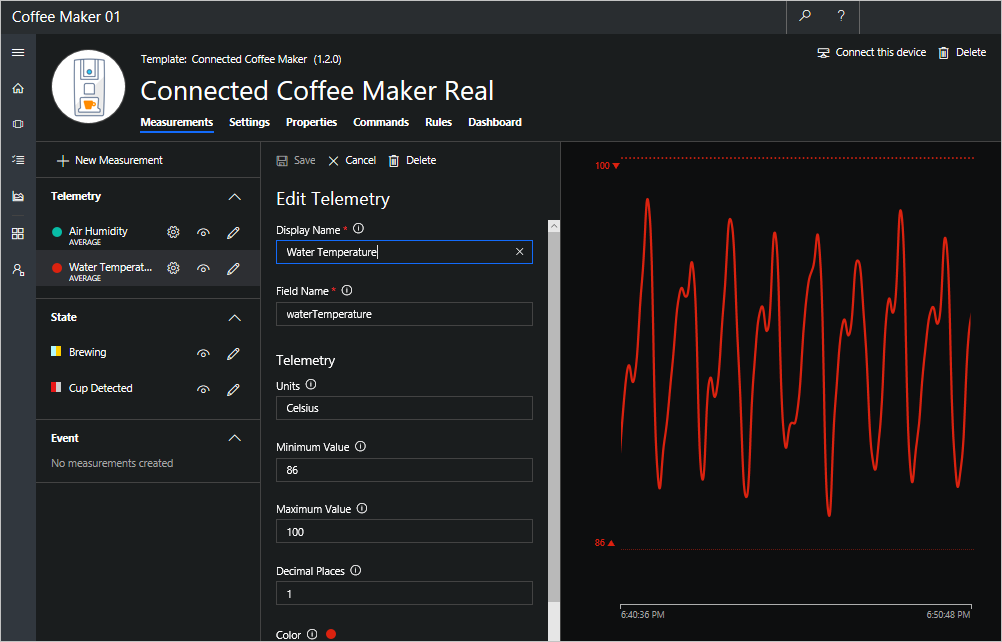 Coffee Maker 01
?
Template: Connected Coffee Maker (1.2.0)
Connect this device
Delete
Connected Coffee Maker Real
Measurements Settings Properties Commands Rules Dashboard
New Measurement
Telemetry
Air Humidity
AVERAGE
Water Temperat...
AVERAGE
State
Brewing
Cup Detected
Event
No measurements created
Save Cancel Delete
Edit Telemetry
Display Name *
Water Temperature
Field Name *
waterTemperature
Telemetry
Units
Celsius
Minimum Value
86
Maximum Value
100
Decimal Places
1
Color
100
86
6:40:36 PM 6:50:48 PM